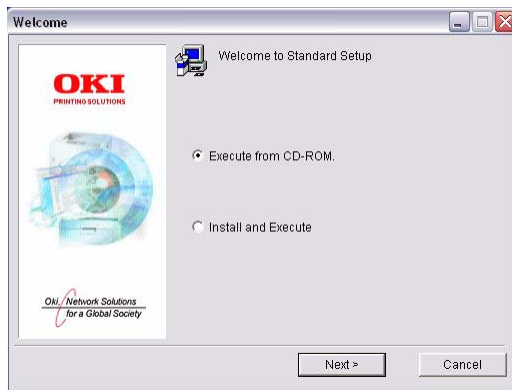 Welcome
OKI
PRINTING SOLUTIONS
Welcome to Standard Setup
Execute from CD-ROM.
Install and Execute
Oki, Network Solutions
for a Global Society
Next >
Cancel